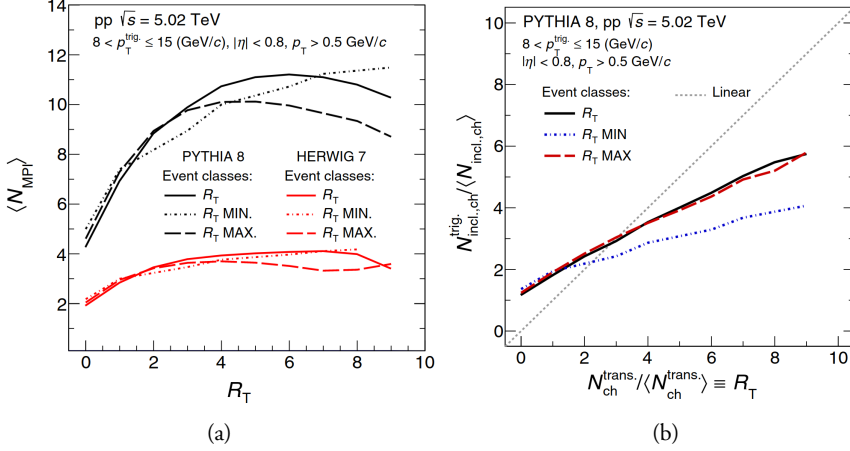 pp √s = 5.02 TeV
8 < p_T^trig. ≤ 15 (GeV/c), |η| < 0.8, p_T > 0.5 GeV/c
14
12
10
8
6
4
2
⟨N_MPI⟩
PYTHIA 8 HERWIG 7
Event classes: Event classes:
R_T R_T
R_T MIN. R_T MIN.
R_T MAX. R_T MAX.
0 2 4 6 8 10
R_T
(a)
PYTHIA 8, pp √s = 5.02 TeV
8 < p_T^trig. ≤ 15 (GeV/c)
|η| < 0.8, p_T > 0.5 GeV/c
Event classes: Linear
R_T
R_T MIN
R_T MAX
10
8
6
4
2
0
N_incl.,ch^trig. / ⟨N_incl.,ch⟩
0 2 4 6 8 10
N_ch^trans. / ⟨N_ch^trans.⟩ ≡ R_T
(b)